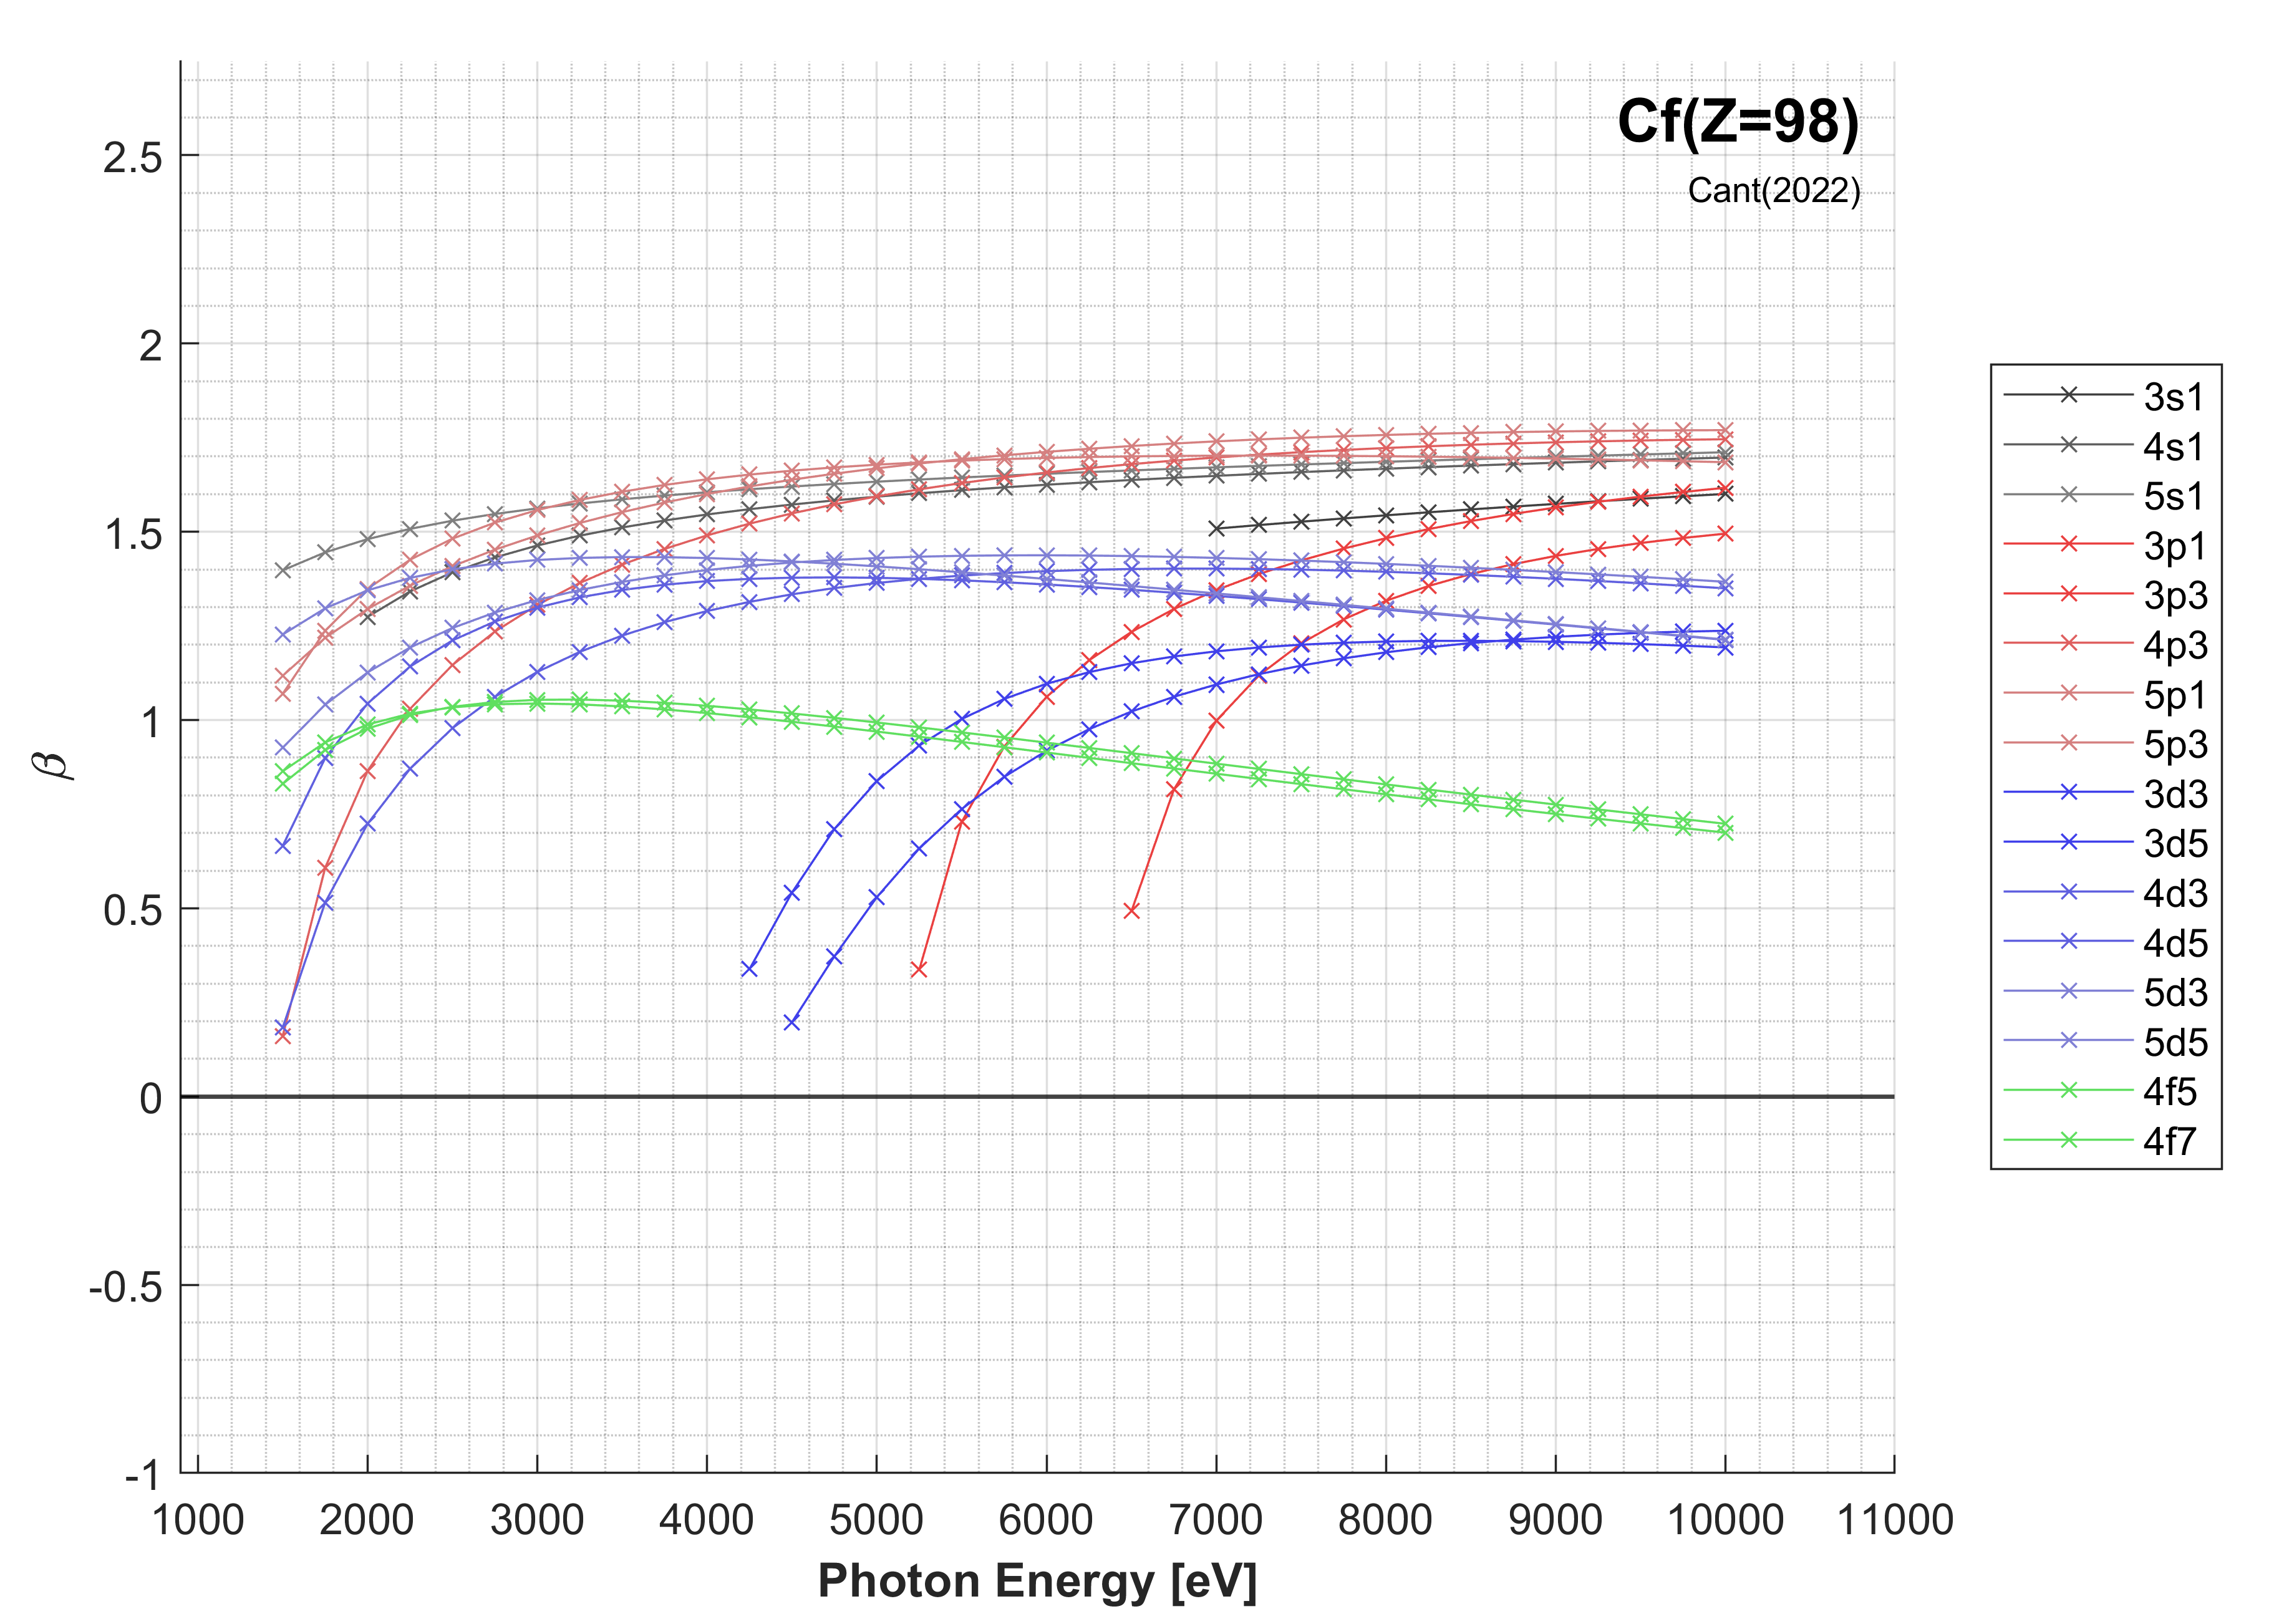 Cf(Z=98)
Cant(2022)
2.5
2
1.5
1
0.5
0
-0.5
-1
β
1000 2000 3000 4000 5000 6000 7000 8000 9000 10000 11000
Photon Energy [eV]
3s1
4s1
5s1
3p1
3p3
4p3
5p1
5p3
3d3
3d5
4d3
4d5
5d3
5d5
4f5
4f7